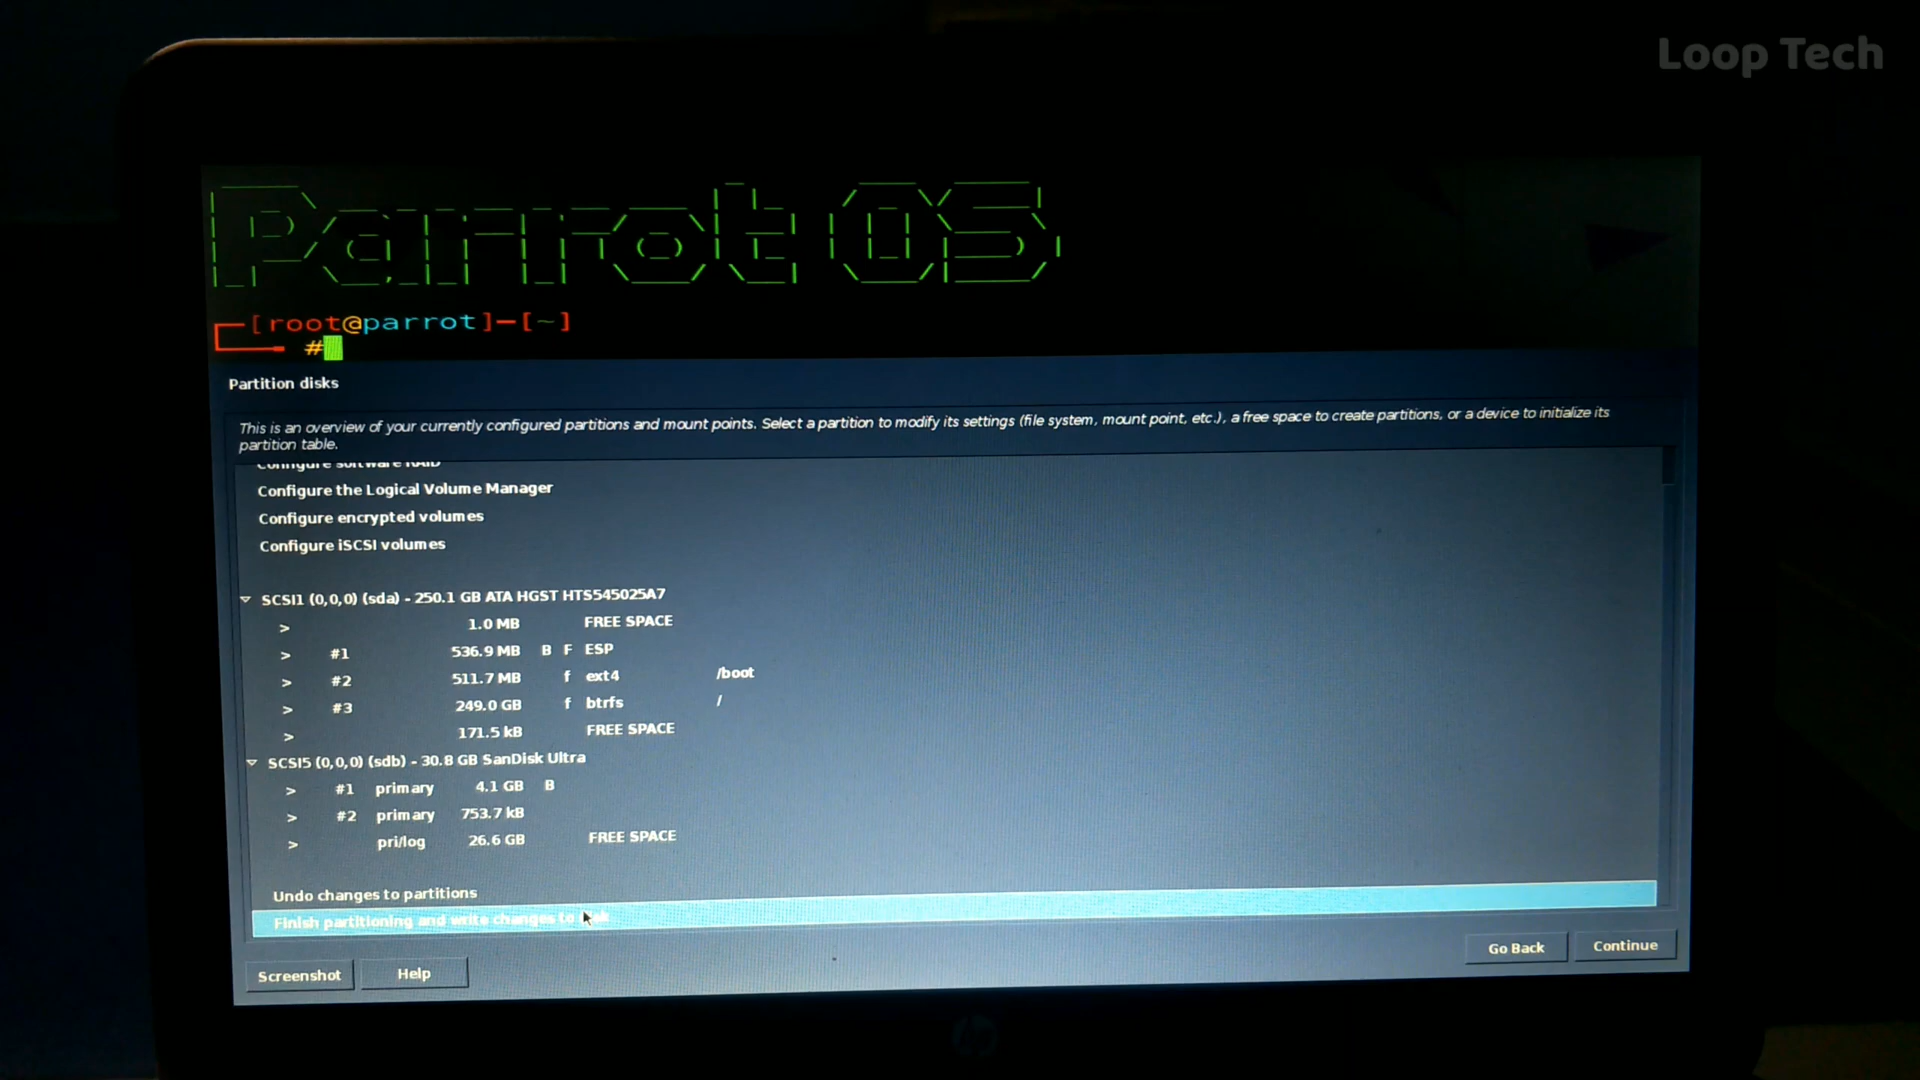 Loop Tech
Parrot OS
[root@parrot]-[~]
#
Partition disks
This is an overview of your currently configured partitions and mount points. Select a partition to modify its settings (file system, mount point, etc.), a free space to create partitions, or a device to initialize its
partition table.
Configure software RAID
Configure the Logical Volume Manager
Configure encrypted volumes
Configure iSCSI volumes
SCSI1 (0,0,0) (sda) - 250.1 GB ATA HGST HTS545025A7
> 1.0 MB FREE SPACE
> #1 536.9 MB B F ESP
> #2 511.7 MB f ext4 /boot
> #3 249.0 GB f btrfs /
> 171.5 kB FREE SPACE
SCSI5 (0,0,0) (sdb) - 30.8 GB SanDisk Ultra
> #1 primary 4.1 GB B
> #2 primary 753.7 kB
> pri/log 26.6 GB FREE SPACE
Undo changes to partitions
Finish partitioning and write changes to disk
Go Back Continue
Screenshot Help
hp